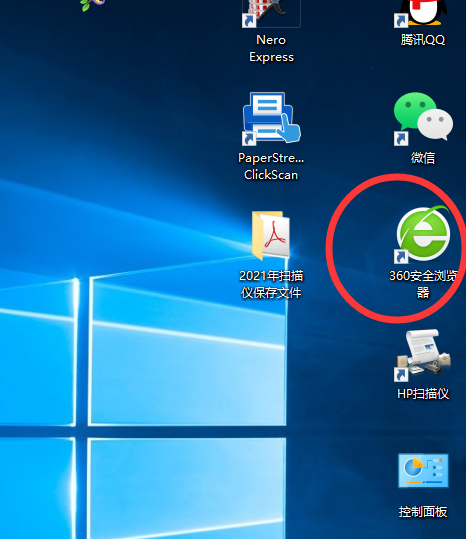 Nero
Express
腾讯QQ
PaperStre...
ClickScan
微信
2021年扫描
仪保存文件
360安全浏览
器
HP扫描仪
控制面板